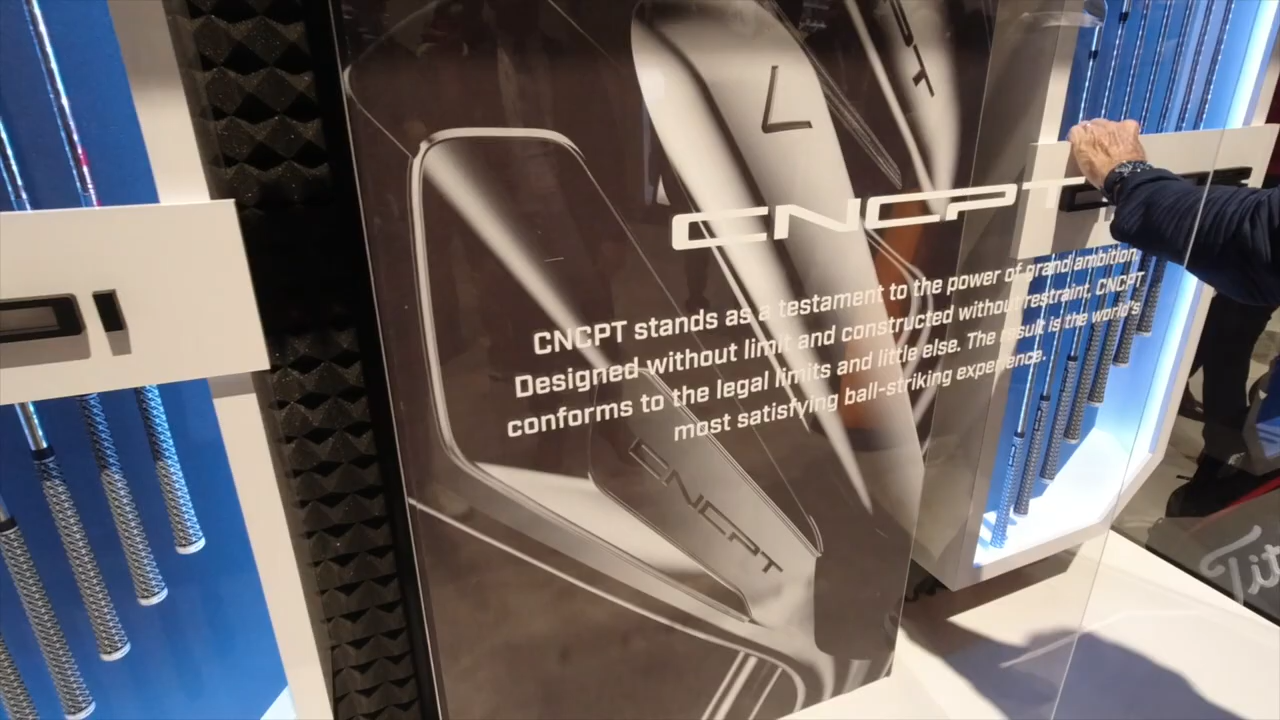 CNCPT
CNCPT stands as a testament to the power of grand ambition.
Designed without limit and constructed without restraint, CNCPT
conforms to the legal limits and little else. The result is the world's
most satisfying ball-striking experience.
CNCPT